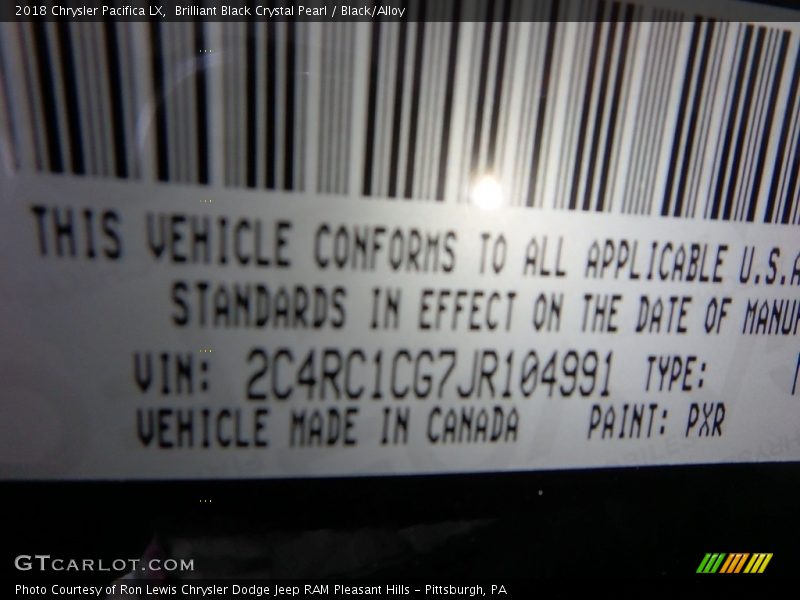 2018 Chrysler Pacifica LX,  Brilliant Black Crystal Pearl / Black/Alloy
THIS VEHICLE CONFORMS TO ALL APPLICABLE U.S.A
STANDARDS IN EFFECT ON THE DATE OF MANUF
VIN: 2C4RC1CG7JR104991 TYPE:
VEHICLE MADE IN CANADA PAINT: PXR
GTCARLOT.COM
Photo Courtesy of Ron Lewis Chrysler Dodge Jeep RAM Pleasant Hills - Pittsburgh, PA